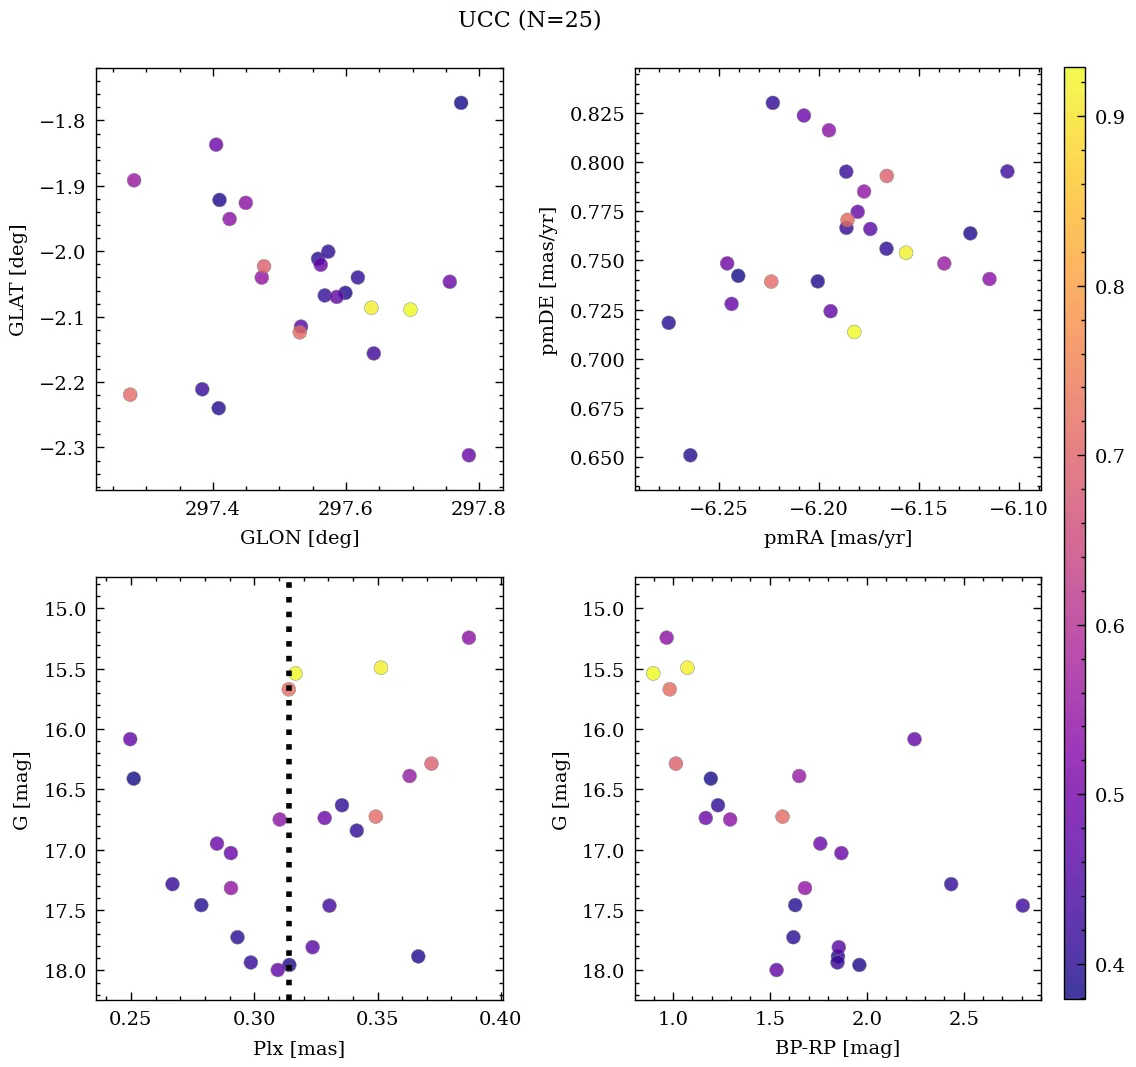 UCC (N=25)
−1.8
−1.9
−2.0
−2.1
−2.2
−2.3
GLAT [deg]
297.4 297.6 297.8
GLON [deg]
0.825
0.800
0.775
0.750
0.725
0.700
0.675
0.650
pmDE [mas/yr]
−6.25 −6.20 −6.15 −6.10
pmRA [mas/yr]
15.0
15.5
16.0
16.5
17.0
17.5
18.0
G [mag]
0.25 0.30 0.35 0.40
Plx [mas]
15.0
15.5
16.0
16.5
17.0
17.5
18.0
G [mag]
1.0 1.5 2.0 2.5
BP-RP [mag]
0.9
0.8
0.7
0.6
0.5
0.4